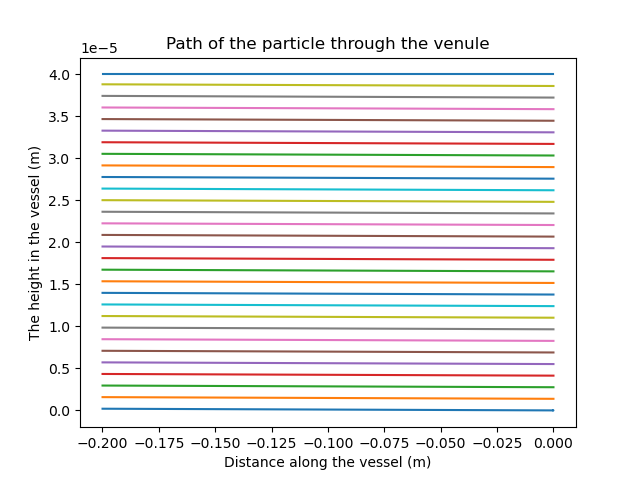 Path of the particle through the venule
1e−5
4.0
3.5
3.0
2.5
2.0
1.5
1.0
0.5
0.0
The height in the vessel (m)
−0.200 −0.175 −0.150 −0.125 −0.100 −0.075 −0.050 −0.025 0.000
Distance along the vessel (m)